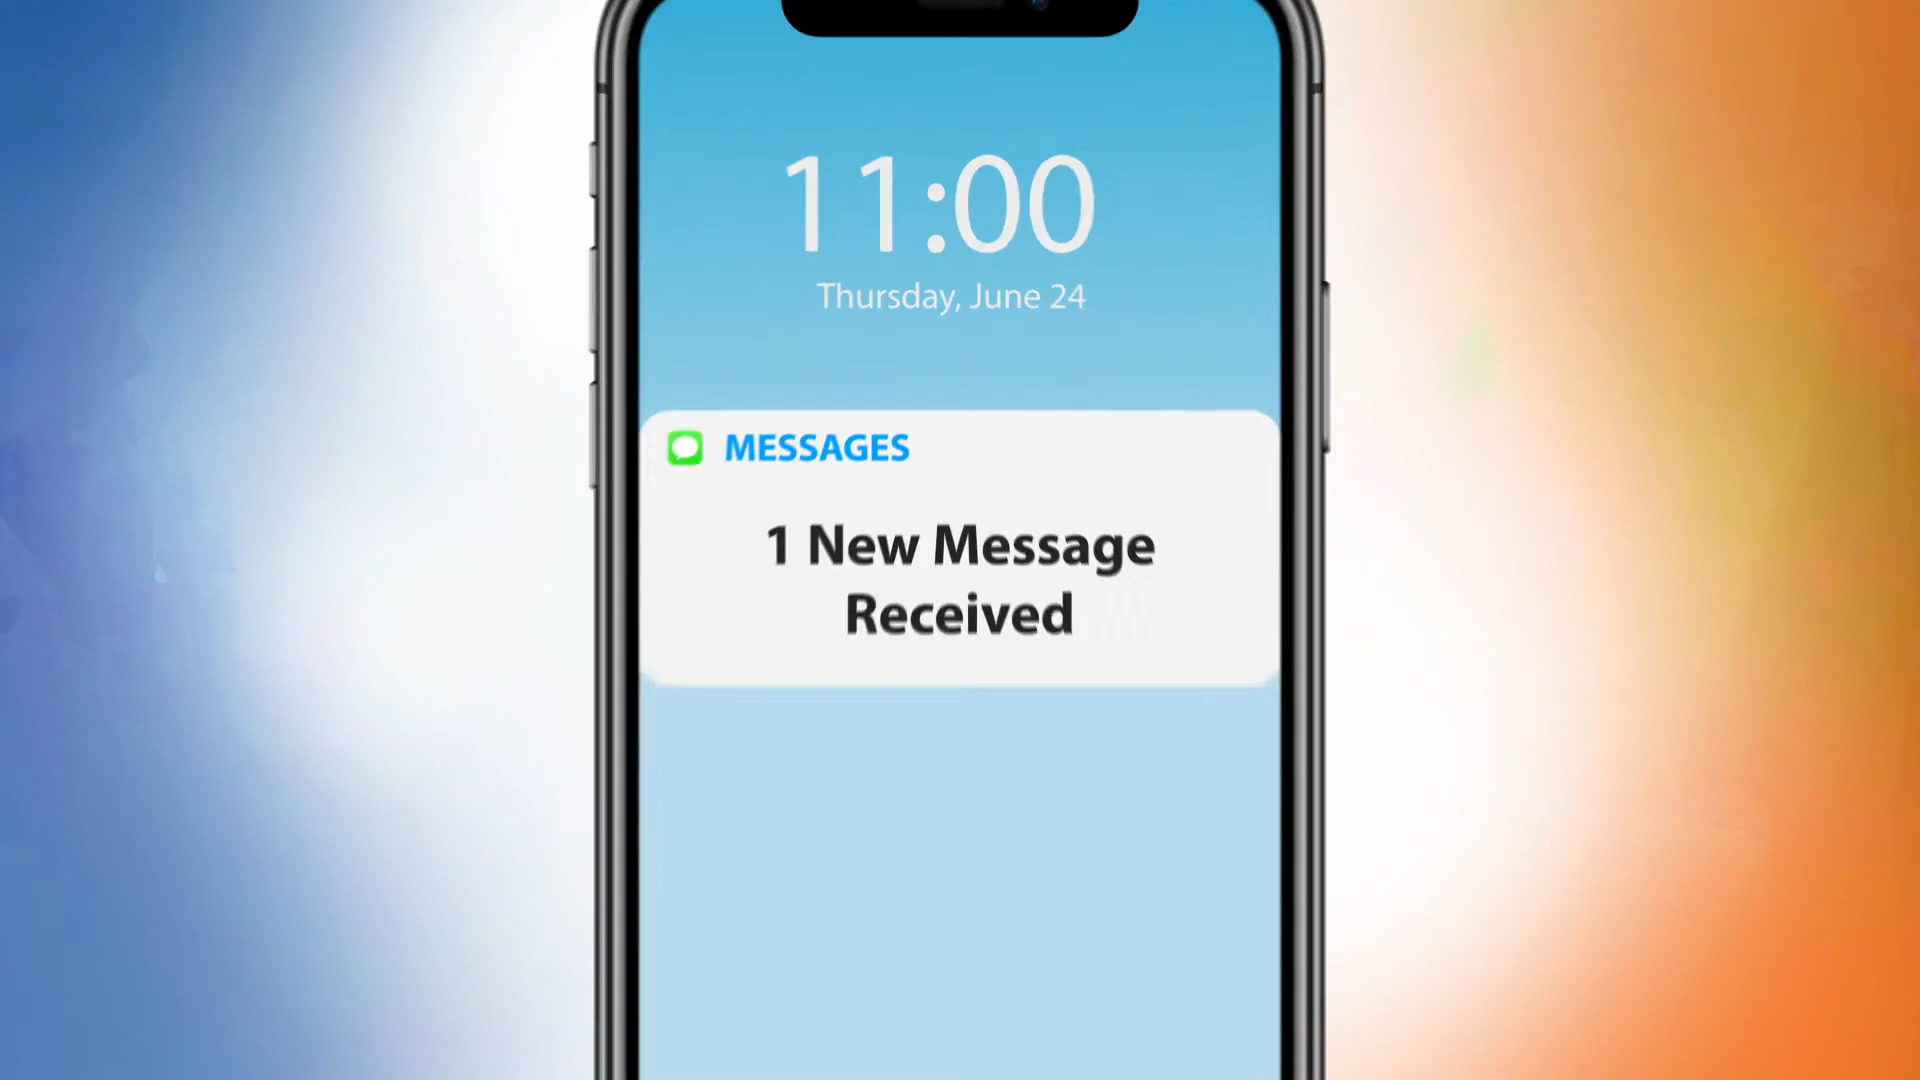 11:00
Thursday, June 24
MESSAGES
1 New Message
Received